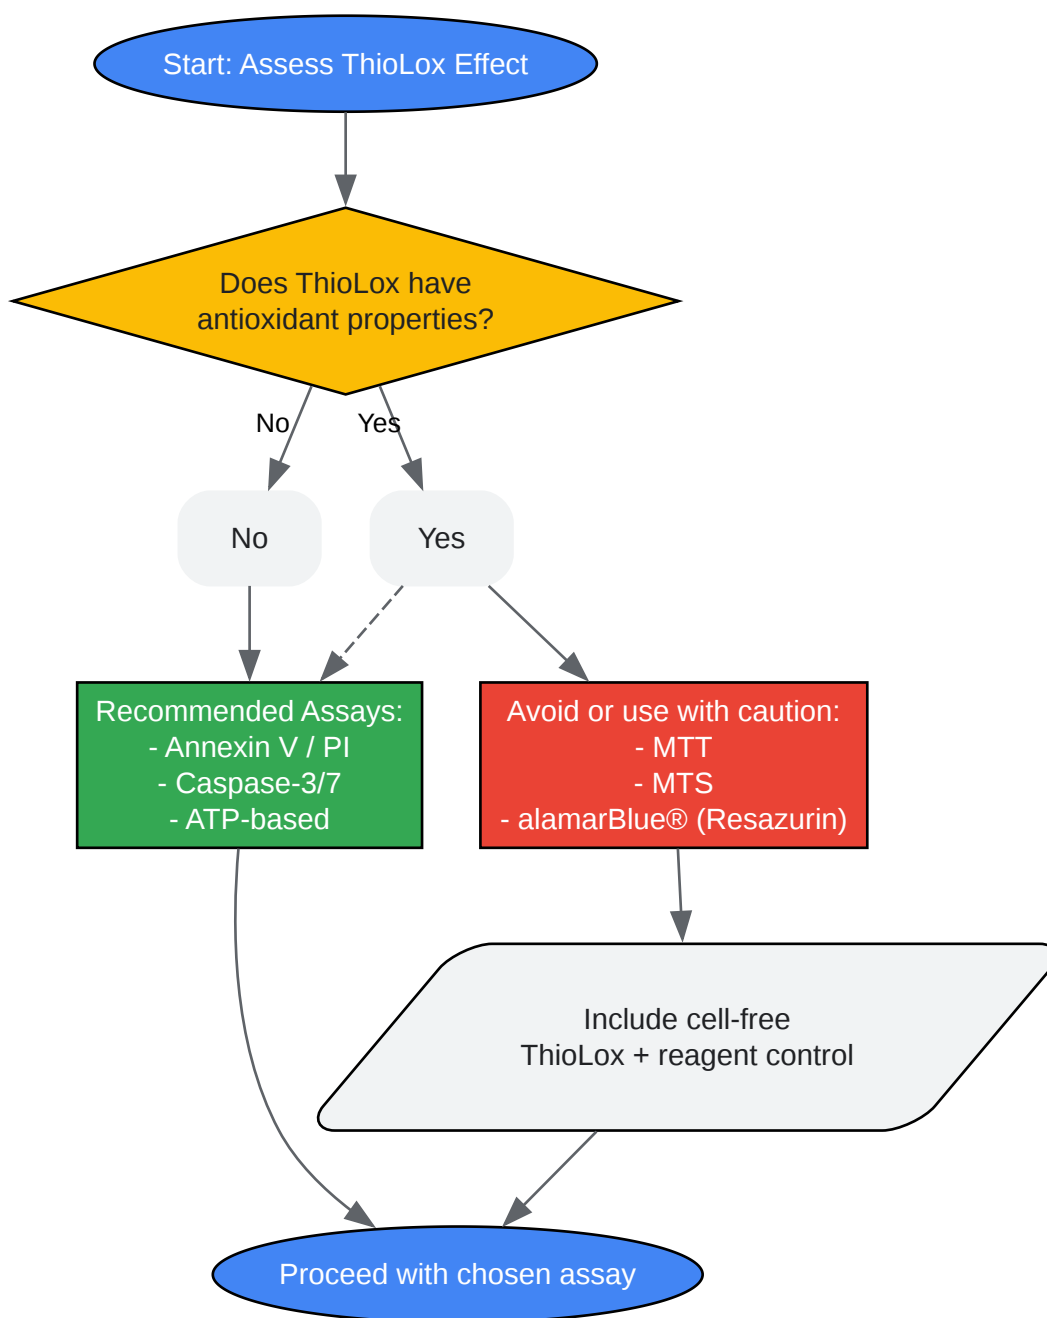 Start: Assess ThioLox Effect
Does ThioLox have
antioxidant properties?
No
Yes
No
Yes
Recommended Assays:
- Annexin V / PI
- Caspase-3/7
- ATP-based
Avoid or use with caution:
- MTT
- MTS
- alamarBlue® (Resazurin)
Include cell-free
ThioLox + reagent control
Proceed with chosen assay